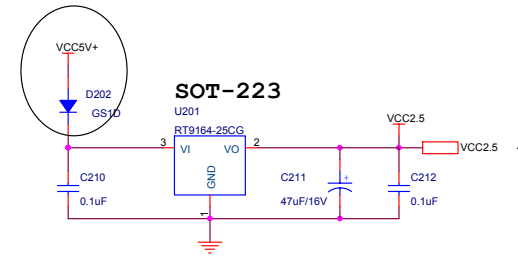 VCC5V+
D202
GS1D
SOT-223
U201
RT9164-25CG
3
VI
VO
2
GND
1
C210
0.1uF
C211
+
47uF/16V
VCC2.5
VCC2.5
C212
0.1uF